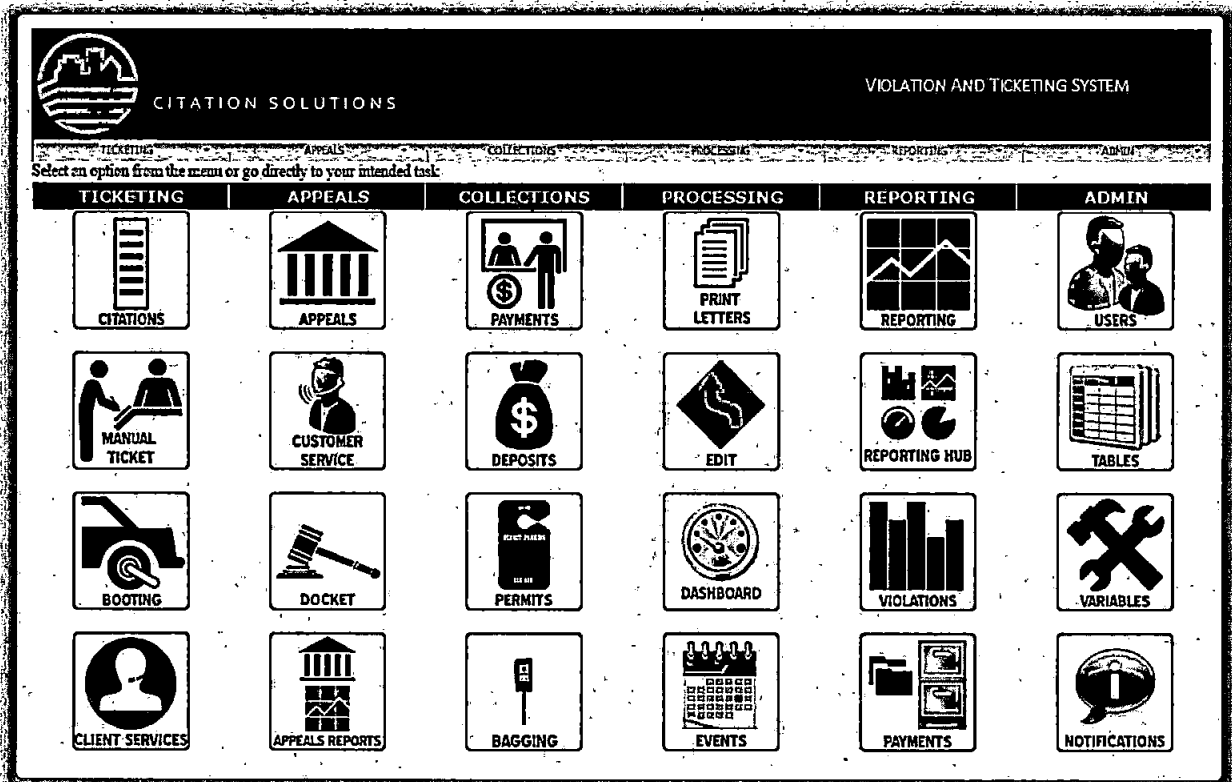 CITATION SOLUTIONS
VIOLATION AND TICKETING SYSTEM
TICKETING APPEALS COLLECTIONS PROCESSING REPORTING ADMIN
Select an option from the menu or go directly to your intended task
TICKETING APPEALS COLLECTIONS PROCESSING REPORTING ADMIN
CITATIONS APPEALS PAYMENTS PRINT LETTERS REPORTING USERS
MANUAL TICKET CUSTOMER SERVICE DEPOSITS EDIT REPORTING HUB TABLES
BOOTING DOCKET PERMITS DASHBOARD VIOLATIONS VARIABLES
CLIENT SERVICES APPEALS REPORTS BAGGING EVENTS PAYMENTS NOTIFICATIONS